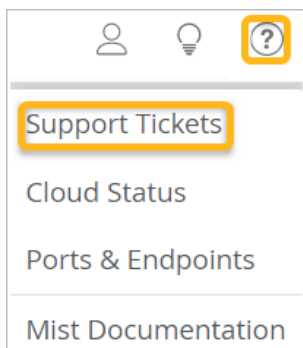 ?
Support Tickets
Cloud Status
Ports & Endpoints
Mist Documentation